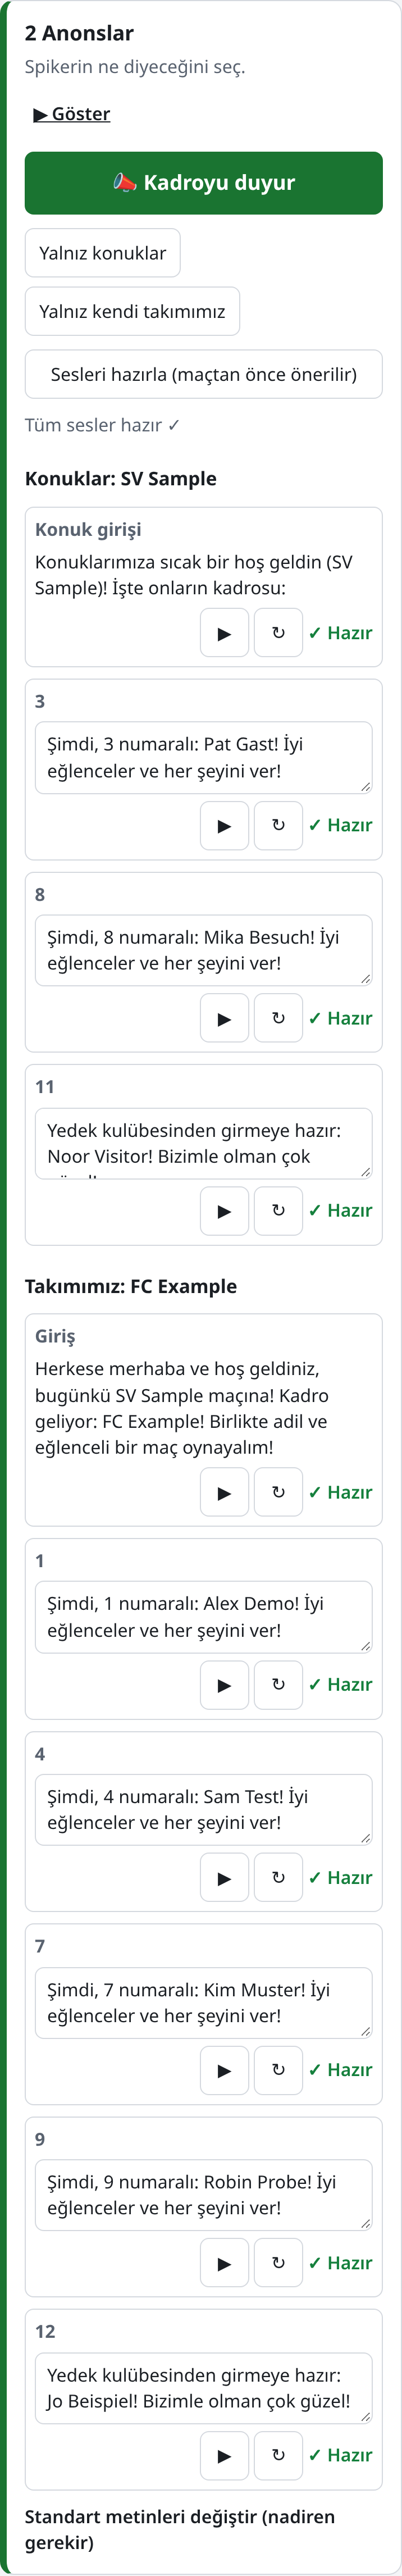 2 Anonslar
Spikerin ne diyeceğini seç.
▶ Göster
📣 Kadroyu duyur
Yalnız konuklar
Yalnız kendi takımımız
Sesleri hazırla (maçtan önce önerilir)
Tüm sesler hazır ✓
Konuklar: SV Sample
Konuk girişi
Konuklarımıza sıcak bir hoş geldin (SV
Sample)! İşte onların kadrosu:
▶ ↻ ✓ Hazır
3
Şimdi, 3 numaralı: Pat Gast! İyi
eğlenceler ve her şeyini ver!
▶ ↻ ✓ Hazır
8
Şimdi, 8 numaralı: Mika Besuch! İyi
eğlenceler ve her şeyini ver!
▶ ↻ ✓ Hazır
11
Yedek kulübesinden girmeye hazır:
Noor Visitor! Bizimle olman çok
▶ ↻ ✓ Hazır
Takımımız: FC Example
Giriş
Herkese merhaba ve hoş geldiniz,
bugünkü SV Sample maçına! Kadro
geliyor: FC Example! Birlikte adil ve
eğlenceli bir maç oynayalım!
▶ ↻ ✓ Hazır
1
Şimdi, 1 numaralı: Alex Demo! İyi
eğlenceler ve her şeyini ver!
▶ ↻ ✓ Hazır
4
Şimdi, 4 numaralı: Sam Test! İyi
eğlenceler ve her şeyini ver!
▶ ↻ ✓ Hazır
7
Şimdi, 7 numaralı: Kim Muster! İyi
eğlenceler ve her şeyini ver!
▶ ↻ ✓ Hazır
9
Şimdi, 9 numaralı: Robin Probe! İyi
eğlenceler ve her şeyini ver!
▶ ↻ ✓ Hazır
12
Yedek kulübesinden girmeye hazır:
Jo Beispiel! Bizimle olman çok güzel!
▶ ↻ ✓ Hazır
Standart metinleri değiştir (nadiren
gerekir)